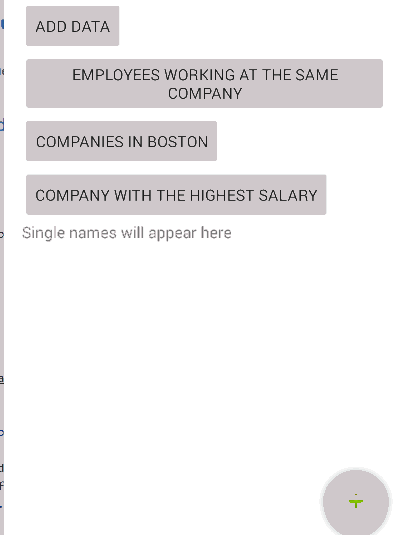 ADD DATA
EMPLOYEES WORKING AT THE SAME
COMPANY
COMPANIES IN BOSTON
COMPANY WITH THE HIGHEST SALARY
Single names will appear here